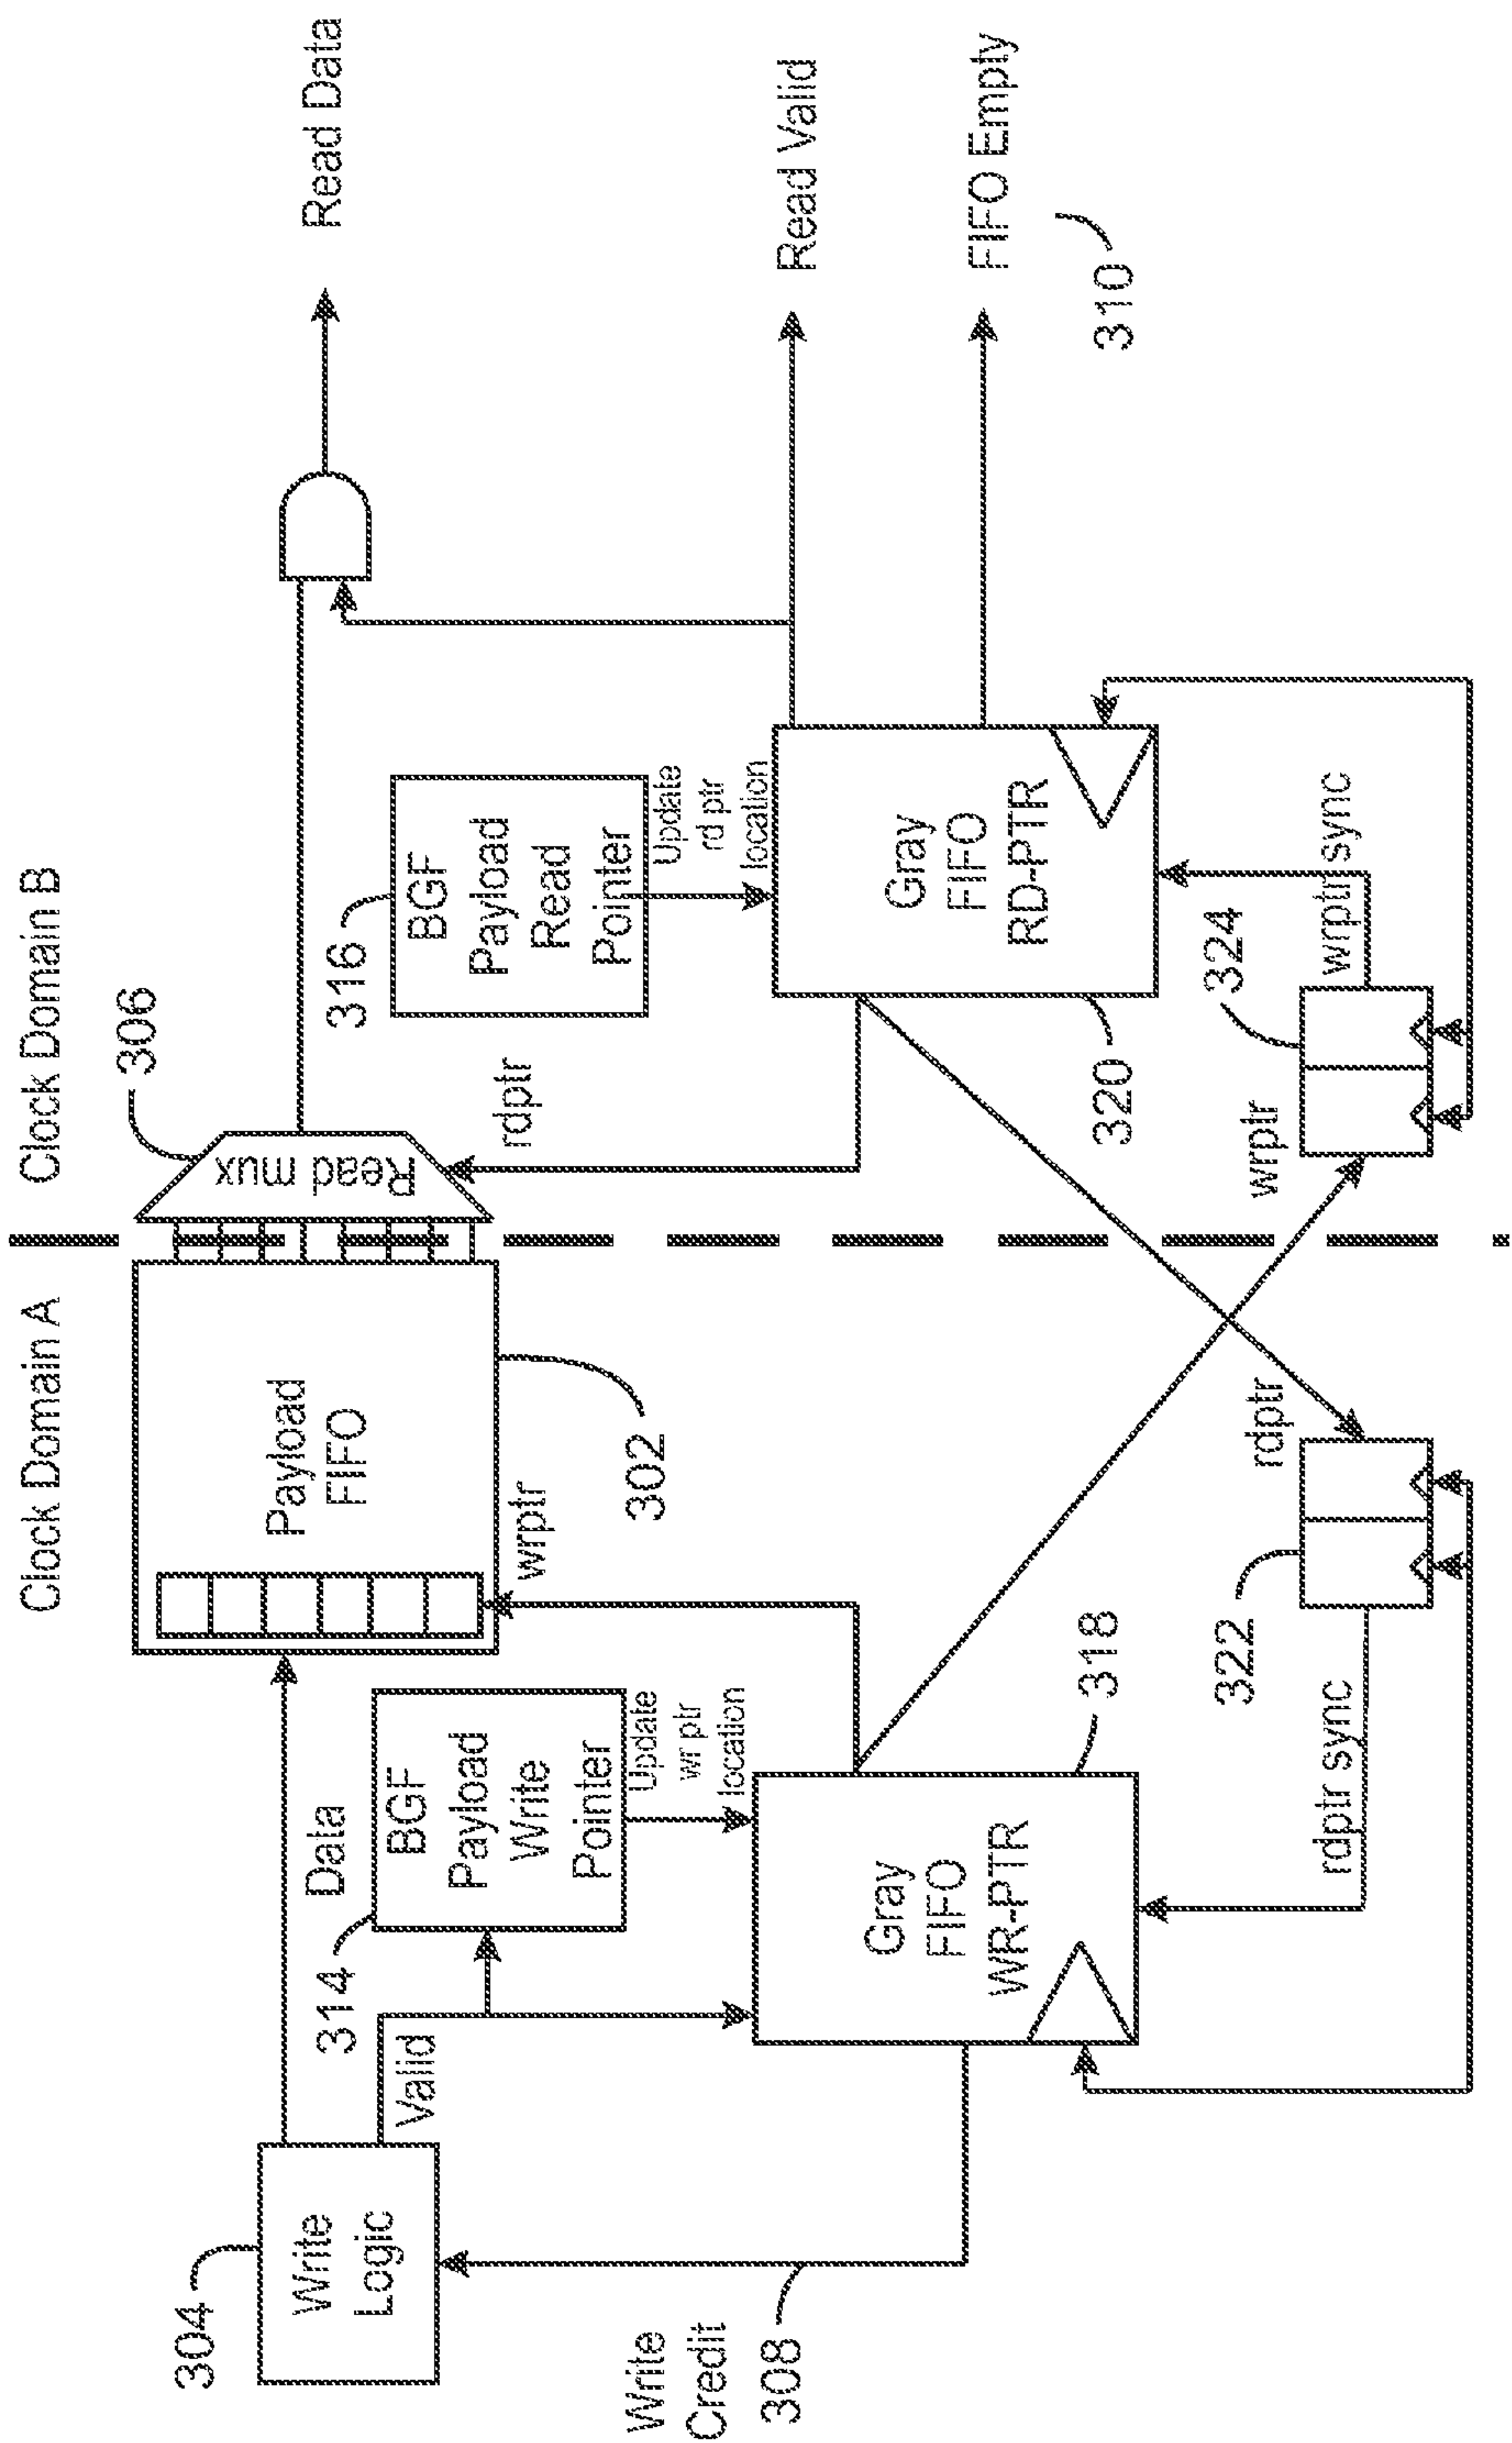 Clock Domain A
Clock Domain B
304
Write
Logic
Data
Valid
314
BGF
Payload
Write
Pointer
Update
wr ptr
location
Payload
FIFO
wrptr
302
306
Read mux
rdptr
316
BGF
Payload
Read
Pointer
Update
rd ptr
location
Read Data
Read Valid
FIFO Empty
310
Write
Credit
308
Gray
FIFO
WR-PTR
318
Gray
FIFO
RD-PTR
320
rdptr sync
322
rdptr
wrptr
324
wrptr sync